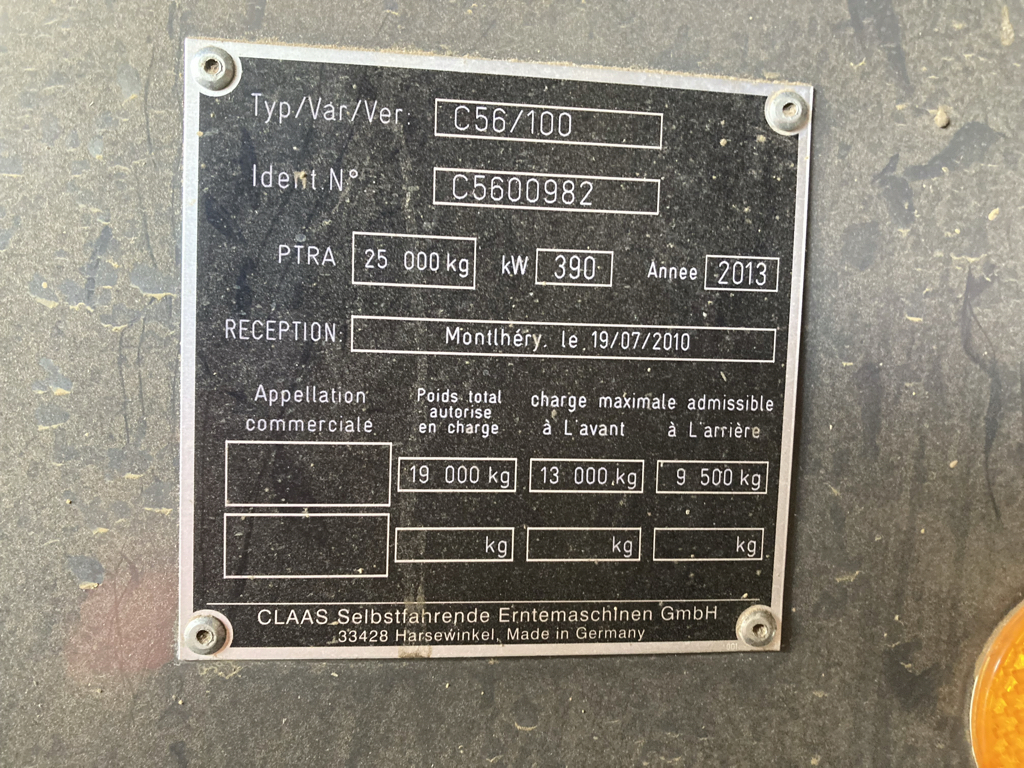 Typ/Var/Ver: C56/100
Ident.N° C5600982
PTRA 25 000 kg kW 390 Annee 2013
RECEPTION: Montlhéry, le 19/07/2010
Appellation commerciale
Poids total autorise en charge
charge maximale admissible
à L'avant à L'arrière
19 000 kg 13 000 kg 9 500 kg
kg kg kg
CLAAS Selbstfahrende Erntemaschinen GmbH
33428 Harsewinkel, Made in Germany